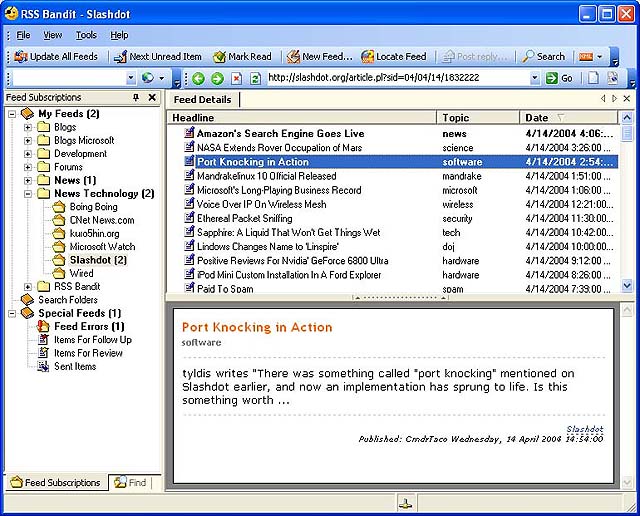 RSS Bandit - Slashdot
File View Tools Help
Update All Feeds Next Unread Item Mark Read New Feed... Locate Feed Post reply... Search XML
http://slashdot.org/article.pl?sid=04/04/14/1832222 Go
Feed Subscriptions
My Feeds (2)
Blogs
Blogs Microsoft
Development
Forums
News (1)
News Technology (2)
Boing Boing
CNet News.com
kuro5hin.org
Microsoft Watch
Slashdot (2)
Wired
RSS Bandit
Search Folders
Special Feeds (1)
Feed Errors (1)
Items For Follow Up
Items For Review
Sent Items
Feed Subscriptions Find
Feed Details
Headline Topic Date
Amazon's Search Engine Goes Live news 4/14/2004 4:06:...
NASA Extends Rover Occupation of Mars science 4/14/2004 3:26:00 ...
Port Knocking in Action software 4/14/2004 2:54:...
Mandrakelinux 10 Official Released mandrake 4/14/2004 1:51:00 ...
Microsoft's Long-Playing Business Record microsoft 4/14/2004 1:06:00 ...
Voice Over IP On Wireless Mesh wireless 4/14/2004 12:21:00...
Ethereal Packet Sniffing security 4/14/2004 11:30:00...
Sapphire: A Liquid That Won't Get Things Wet tech 4/14/2004 10:42:00...
Lindows Changes Name to 'Linspire' doj 4/14/2004 10:00:00...
Positive Reviews For Nvidia' GeForce 6800 Ultra hardware 4/14/2004 9:12:00 ...
iPod Mini Custom Installation In A Ford Explorer hardware 4/14/2004 8:26:00 ...
Paid To Spam spam 4/14/2004 7:39:00 ...
Port Knocking in Action
software
tyldis writes "There was something called "port knocking" mentioned on
Slashdot earlier, and now an implementation has sprung to life. Is this
something worth ...
Slashdot
Published: CmdrTaco Wednesday, 14 April 2004 14:54:00